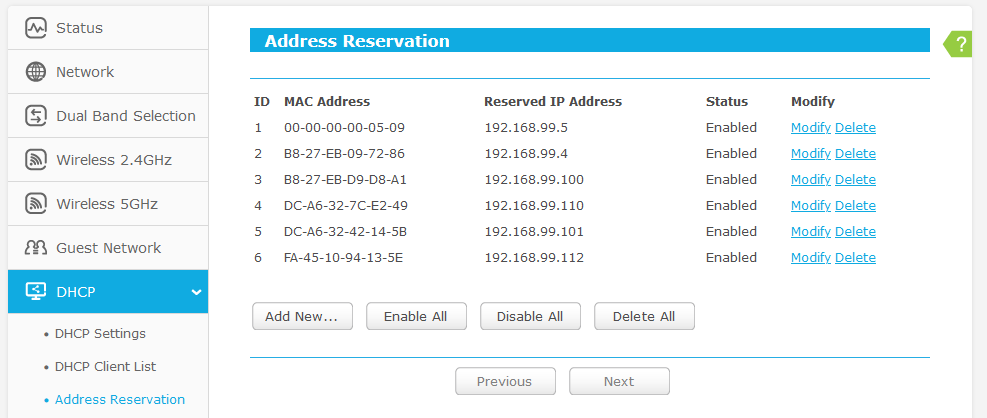 Status
Network
Dual Band Selection
Wireless 2.4GHz
Wireless 5GHz
Guest Network
DHCP
• DHCP Settings
• DHCP Client List
• Address Reservation
Address Reservation
?
ID MAC Address Reserved IP Address Status Modify
1 00-00-00-00-05-09 192.168.99.5 Enabled Modify Delete
2 B8-27-EB-09-72-86 192.168.99.4 Enabled Modify Delete
3 B8-27-EB-D9-D8-A1 192.168.99.100 Enabled Modify Delete
4 DC-A6-32-7C-E2-49 192.168.99.110 Enabled Modify Delete
5 DC-A6-32-42-14-5B 192.168.99.101 Enabled Modify Delete
6 FA-45-10-94-13-5E 192.168.99.112 Enabled Modify Delete
Add New... Enable All Disable All Delete All
Previous Next